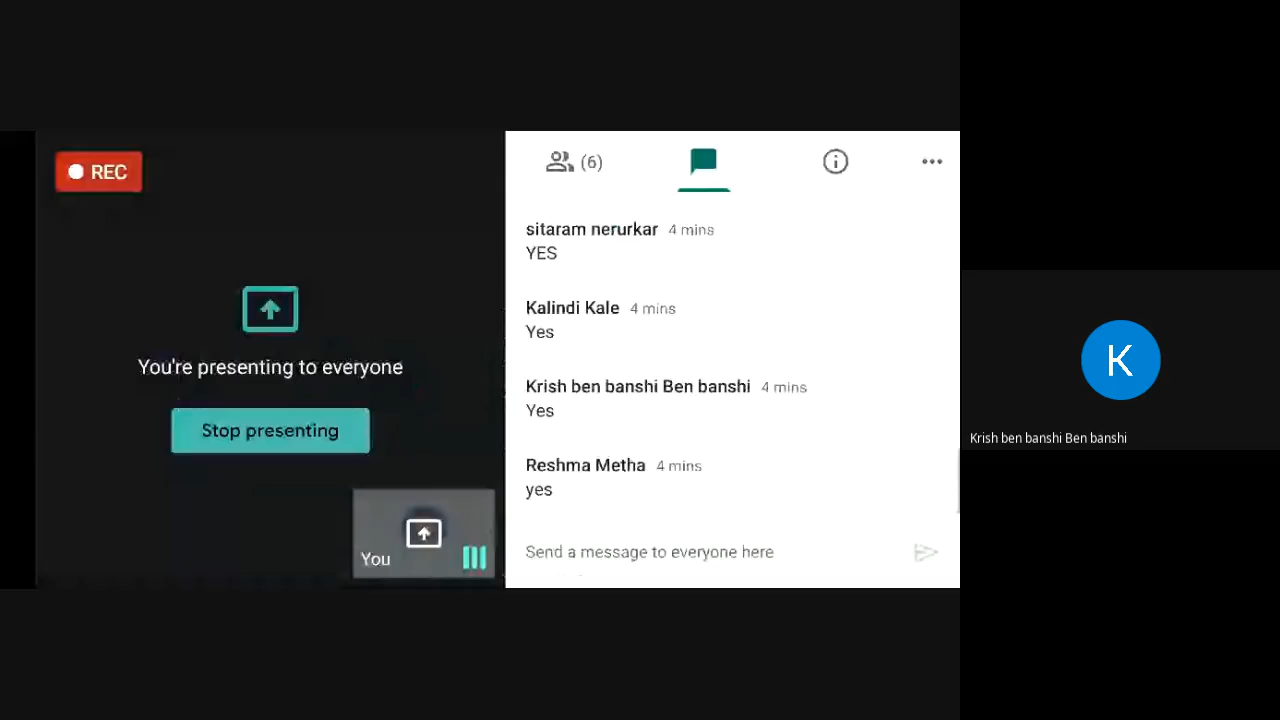 REC
You're presenting to everyone
Stop presenting
You
(6)
sitaram nerurkar 4 mins
YES
Kalindi Kale 4 mins
Yes
Krish ben banshi Ben banshi 4 mins
Yes
Reshma Metha 4 mins
yes
Send a message to everyone here
K
Krish ben banshi Ben banshi